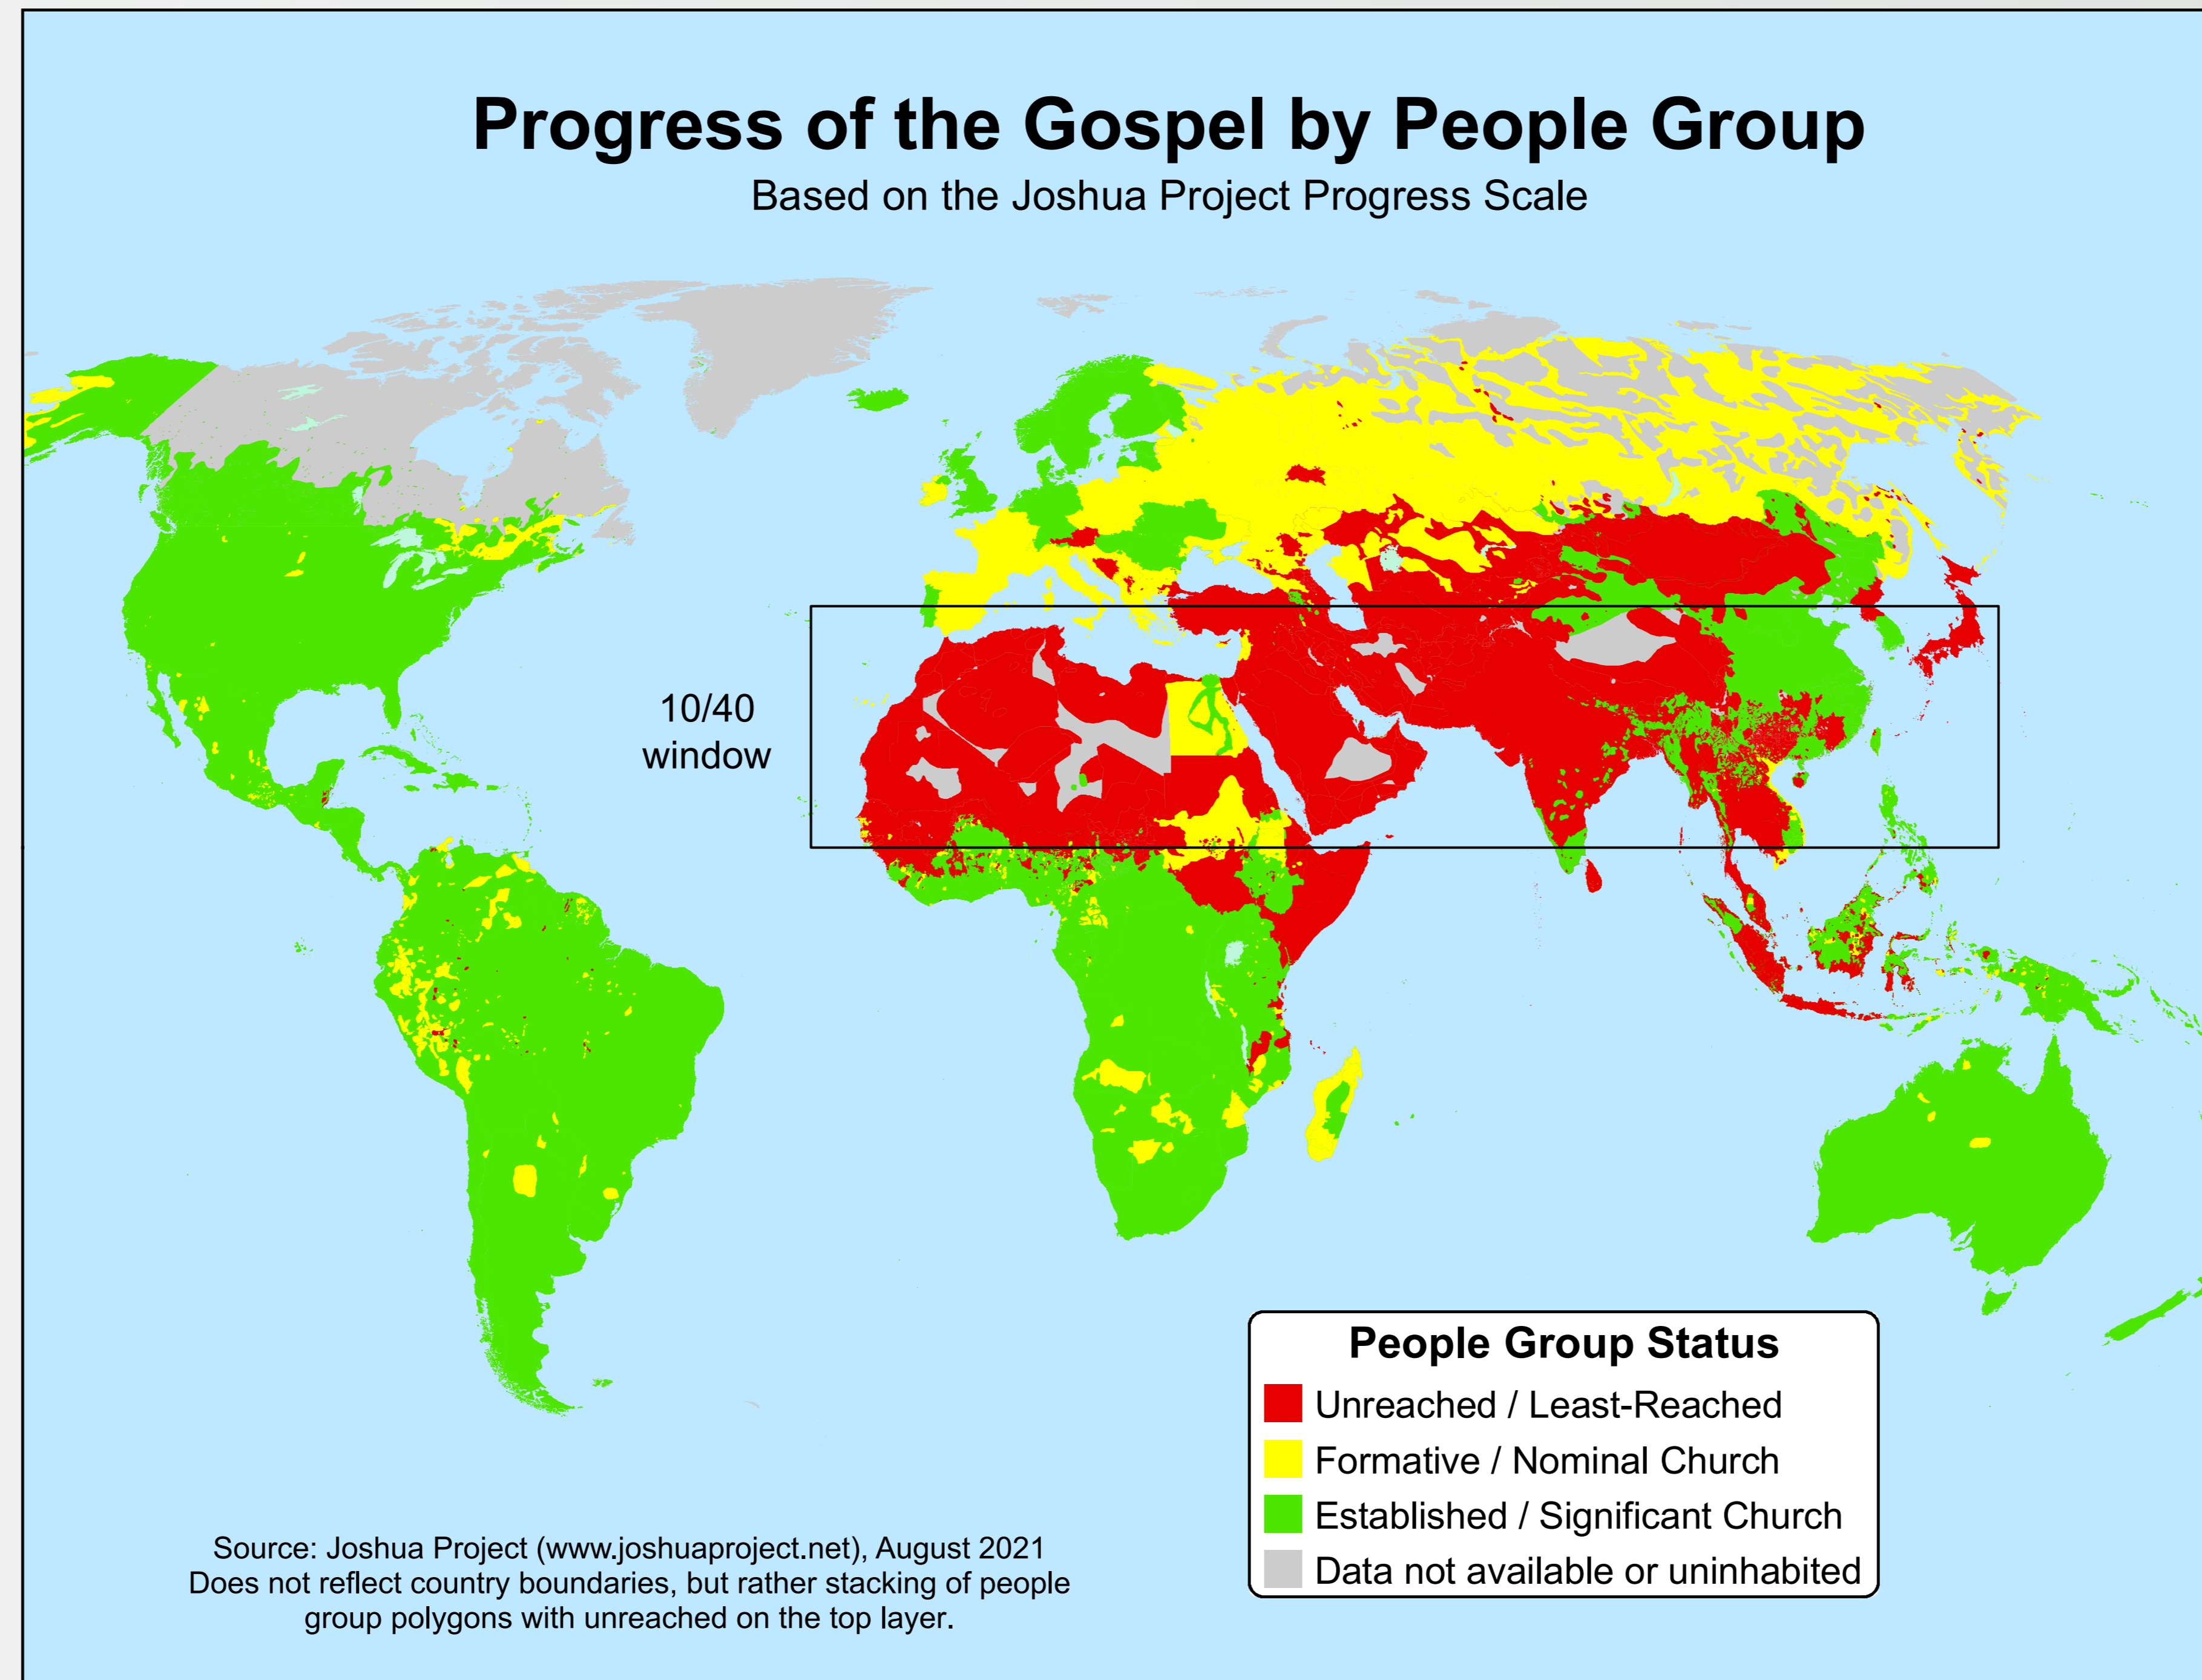 Progress of the Gospel by People Group
Based on the Joshua Project Progress Scale
10/40
window
People Group Status
Unreached / Least-Reached
Formative / Nominal Church
Established / Significant Church
Data not available or uninhabited
Source: Joshua Project (www.joshuaproject.net), August 2021
Does not reflect country boundaries, but rather stacking of people
group polygons with unreached on the top layer.